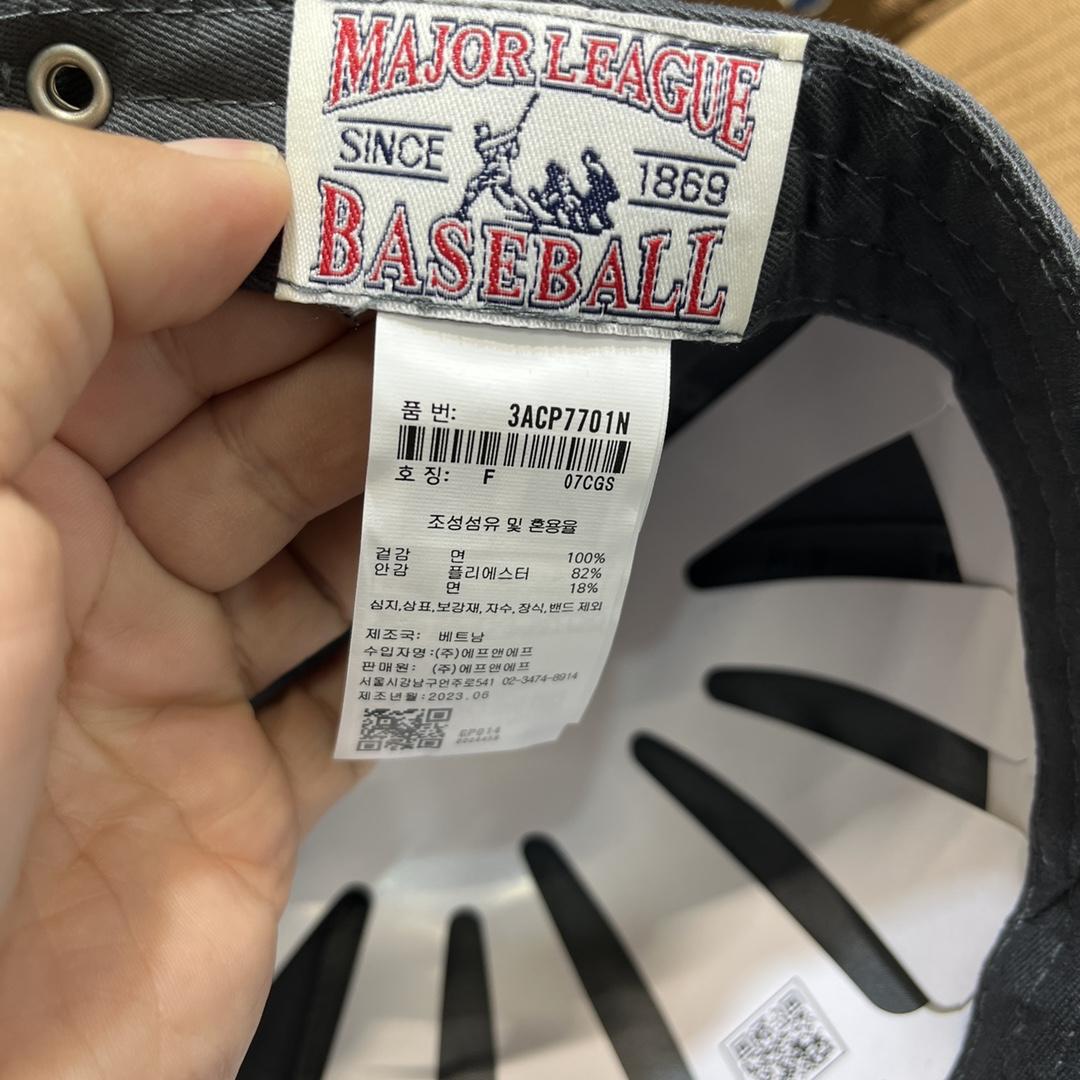 MAJOR LEAGUE
SINCE 1869
BASEBALL
품 번: 3ACP7701N
호 칭: F 07CGS
조성섬유 및 혼용율
겉감 면 100%
안감 폴리에스터 82%
면 18%
심지,상표,보강재,자수,장식,밴드 제외
제조국: 베트남
수입자명:(주)에프앤에프
판매원: (주)에프앤에프
서울시강남구언주로541 02-3474-8914
제조년월:2023.06
GP014